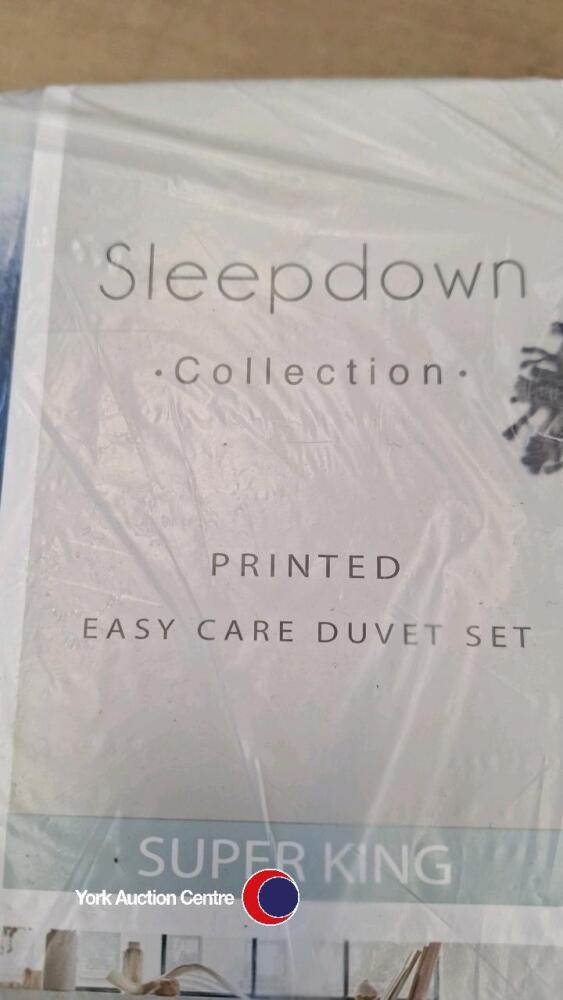 Sleepdown
•Collection•
PRINTED
EASY CARE DUVET SET
SUPER KING
York Auction Centre